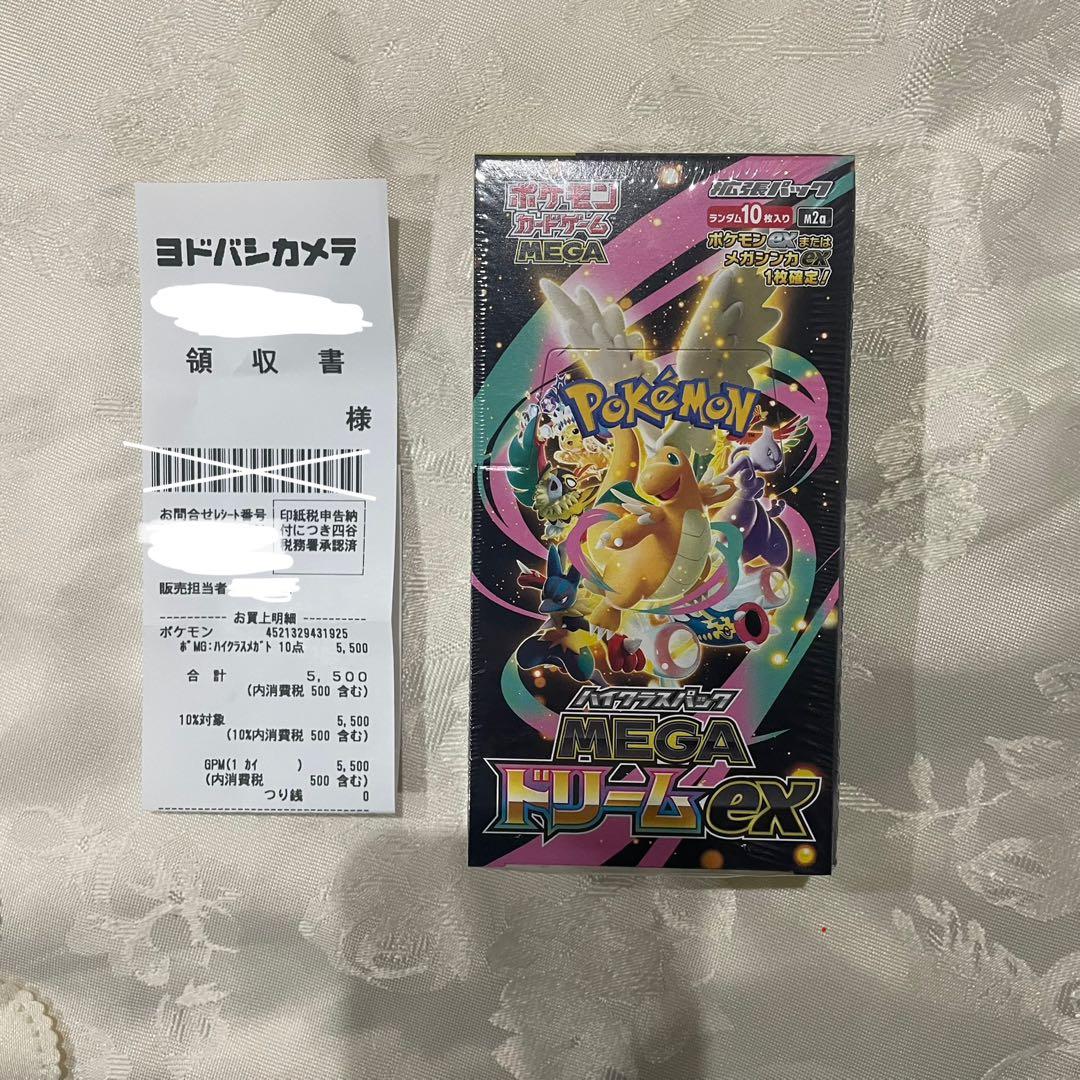 ヨドバシカメラ
領 収 書
様
お問合せレシート番号
印紙税申告納
付につき四谷
税務署承認済
販売担当者
お買上明細
ポケモン 4521329431925
ポMG:ハイクラスメガド 10点 5,500
合 計 5,500
(内消費税 500 含む)
10%対象 5,500
(10%内消費税 500 含む)
GPM(1 カイ ) 5,500
(内消費税 500 含む)
つり銭 0
ポケモン
カードゲーム
MEGA
拡張パック
ランダム10枚入り M2a
ポケモンexまたは
メガシンカex
1枚確定!
POKéMON
TM
ハイクラスパック
MEGA
ドリームex